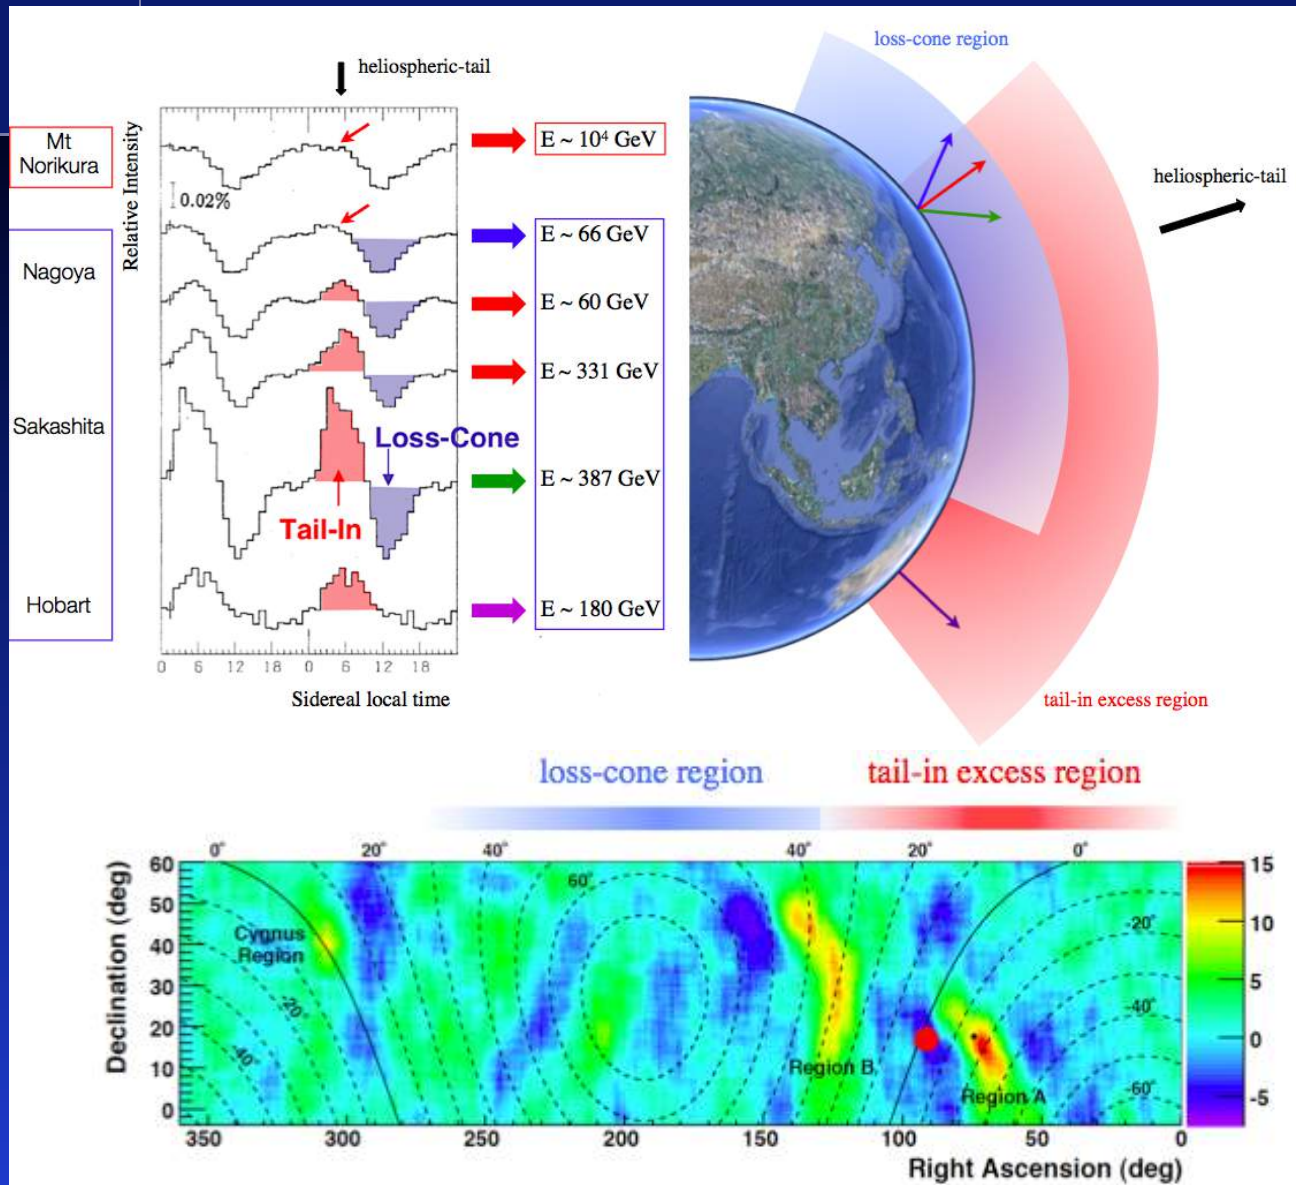 heliospheric-tail
loss-cone region
Mt
Norikura
Relative Intensity
0.02%
E ~ 10⁴ GeV
heliospheric-tail
Nagoya
E ~ 66 GeV
E ~ 60 GeV
E ~ 331 GeV
Sakashita
Loss-Cone
E ~ 387 GeV
Tail-In
Hobart
E ~ 180 GeV
0 6 12 18 0 6 12 18
Sidereal local time
tail-in excess region
loss-cone region
tail-in excess region
0° 20° 40° 40° 20° 0°
Declination (deg)
60
50
40
30
20
10
0
60°
Cygnus
Region
-20°
-40°
-20°
-40°
-60°
Region B
Region A
15
10
5
0
-5
350 300 250 200 150 100 50 0
Right Ascension (deg)